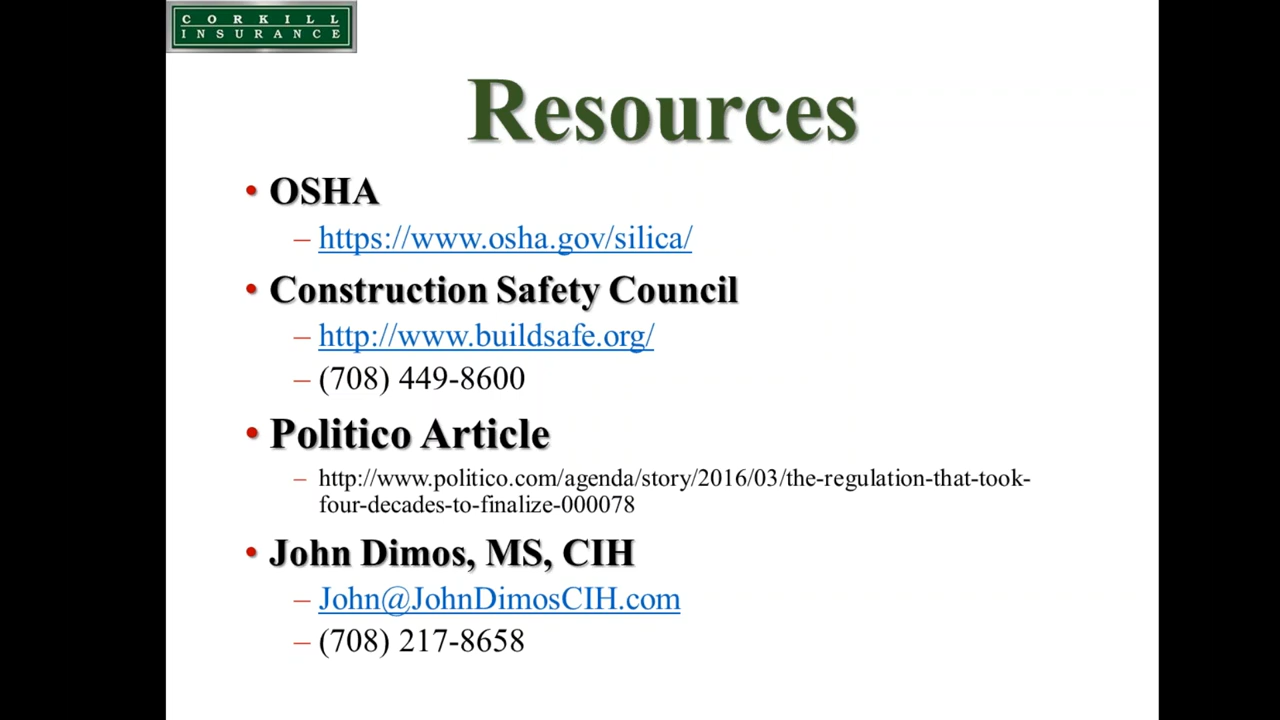 CORKILL
INSURANCE
Resources
• OSHA
– https://www.osha.gov/silica/
• Construction Safety Council
– http://www.buildsafe.org/
– (708) 449-8600
• Politico Article
– http://www.politico.com/agenda/story/2016/03/the-regulation-that-took-
four-decades-to-finalize-000078
• John Dimos, MS, CIH
– John@JohnDimosCIH.com
– (708) 217-8658